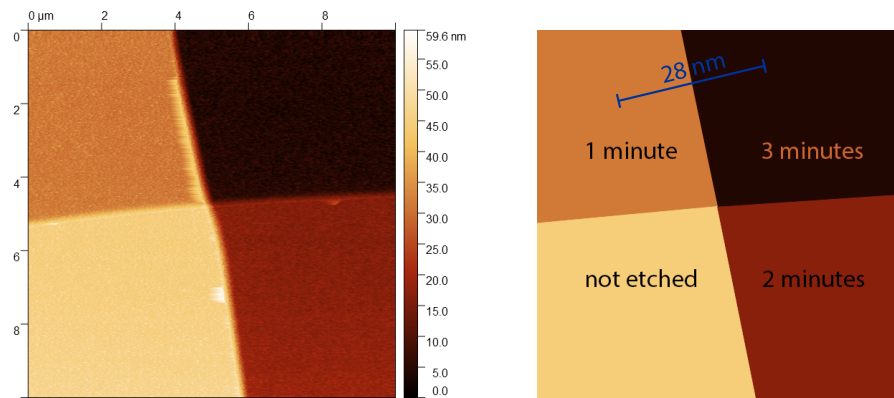 0 µm 2 4 6 8
0
2
4
6
8
59.6 nm
55.0
50.0
45.0
40.0
35.0
30.0
25.0
20.0
15.0
10.0
5.0
0.0
28 nm
1 minute
3 minutes
not etched
2 minutes